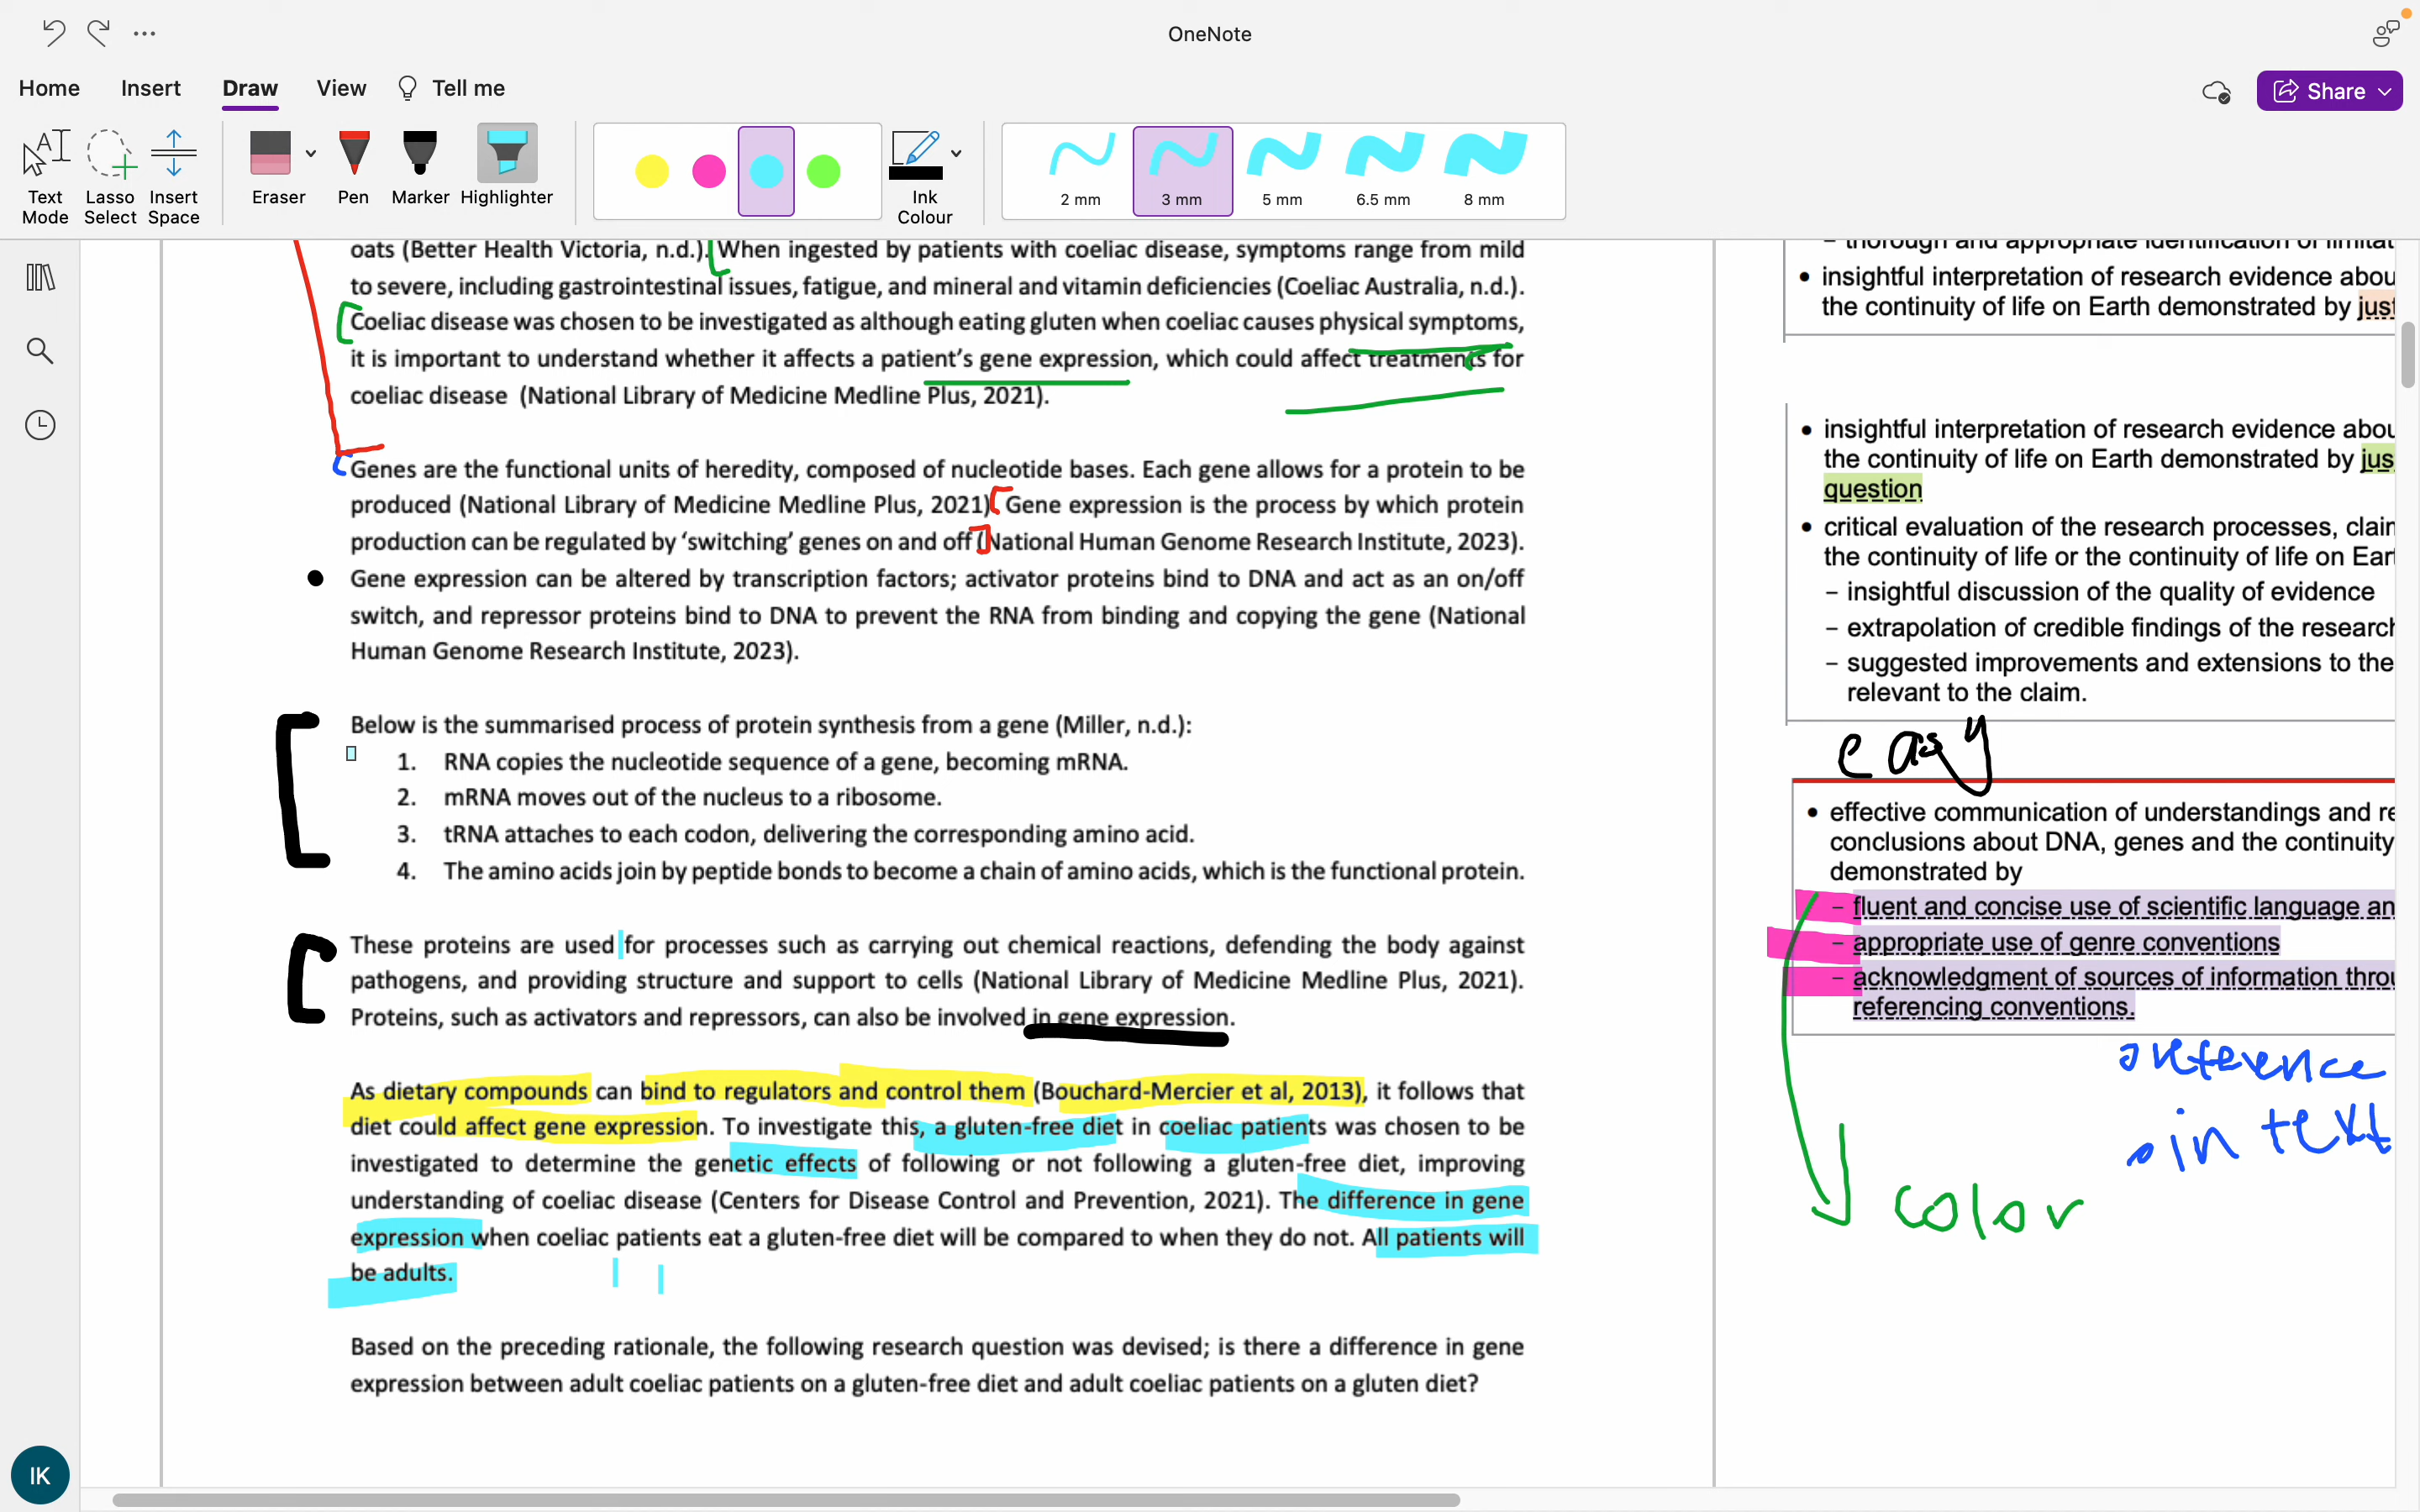 OneNote
Home Insert Draw View Tell me
Share
Text Mode
Lasso Select
Insert Space
Eraser
Pen
Marker
Highlighter
Ink Colour
2 mm
3 mm
5 mm
6.5 mm
8 mm
oats (Better Health Victoria, n.d.). When ingested by patients with coeliac disease, symptoms range from mild
to severe, including gastrointestinal issues, fatigue, and mineral and vitamin deficiencies (Coeliac Australia, n.d.).
Coeliac disease was chosen to be investigated as although eating gluten when coeliac causes physical symptoms,
it is important to understand whether it affects a patient's gene expression, which could affect treatments for
coeliac disease (National Library of Medicine Medline Plus, 2021).
Genes are the functional units of heredity, composed of nucleotide bases. Each gene allows for a protein to be
produced (National Library of Medicine Medline Plus, 2021). Gene expression is the process by which protein
production can be regulated by 'switching' genes on and off (National Human Genome Research Institute, 2023).
Gene expression can be altered by transcription factors; activator proteins bind to DNA and act as an on/off
switch, and repressor proteins bind to DNA to prevent the RNA from binding and copying the gene (National
Human Genome Research Institute, 2023).
Below is the summarised process of protein synthesis from a gene (Miller, n.d.):
1. RNA copies the nucleotide sequence of a gene, becoming mRNA.
2. mRNA moves out of the nucleus to a ribosome.
3. tRNA attaches to each codon, delivering the corresponding amino acid.
4. The amino acids join by peptide bonds to become a chain of amino acids, which is the functional protein.
These proteins are used for processes such as carrying out chemical reactions, defending the body against
pathogens, and providing structure and support to cells (National Library of Medicine Medline Plus, 2021).
Proteins, such as activators and repressors, can also be involved in gene expression.
As dietary compounds can bind to regulators and control them (Bouchard-Mercier et al, 2013), it follows that
diet could affect gene expression. To investigate this, a gluten-free diet in coeliac patients was chosen to be
investigated to determine the genetic effects of following or not following a gluten-free diet, improving
understanding of coeliac disease (Centers for Disease Control and Prevention, 2021). The difference in gene
expression when coeliac patients eat a gluten-free diet will be compared to when they do not. All patients will
be adults.
Based on the preceding rationale, the following research question was devised; is there a difference in gene
expression between adult coeliac patients on a gluten-free diet and adult coeliac patients on a gluten diet?
– thorough and appropriate identification of limitat
• insightful interpretation of research evidence abou
the continuity of life on Earth demonstrated by just
• insightful interpretation of research evidence abou
the continuity of life on Earth demonstrated by jus
question
• critical evaluation of the research processes, clain
the continuity of life or the continuity of life on Ear
– insightful discussion of the quality of evidence
– extrapolation of credible findings of the research
– suggested improvements and extensions to the
relevant to the claim.
easy
• effective communication of understandings and re
conclusions about DNA, genes and the continuity
demonstrated by
– fluent and concise use of scientific language an
– appropriate use of genre conventions
– acknowledgment of sources of information throu
referencing conventions.
reference
in text
color
IK